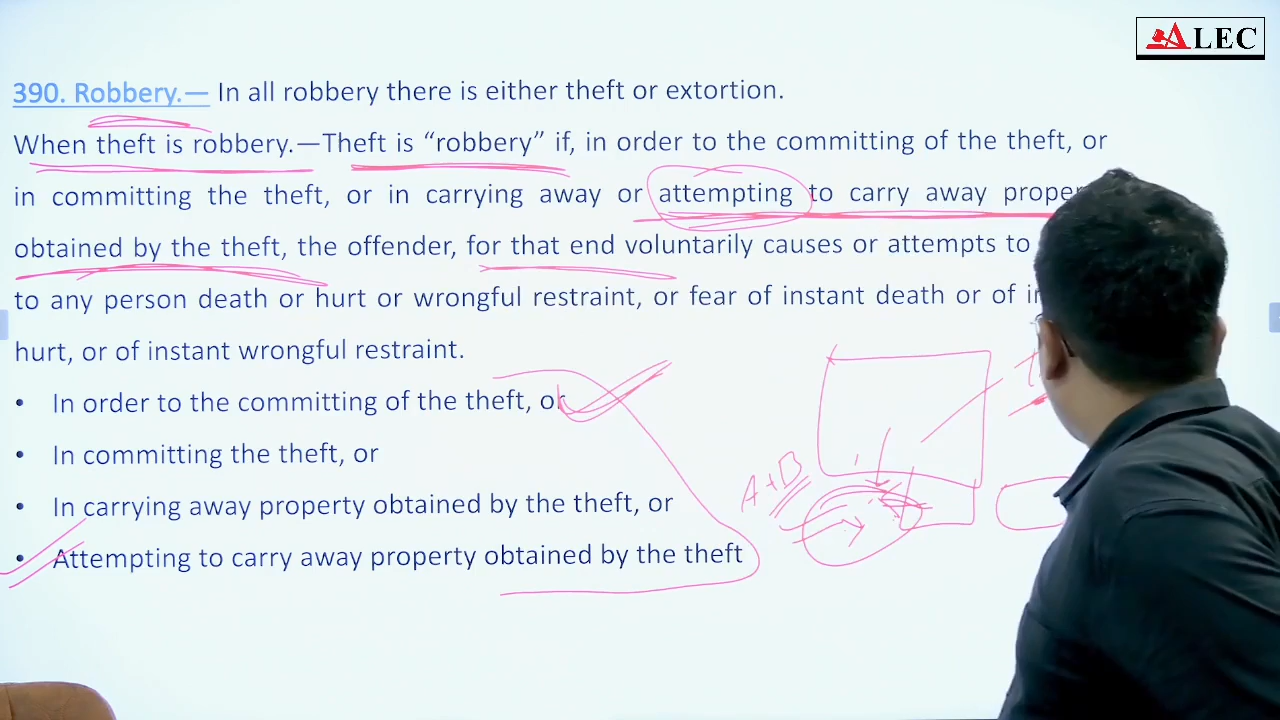 ALEC
390. Robbery.— In all robbery there is either theft or extortion.
When theft is robbery.—Theft is “robbery” if, in order to the committing of the theft, or
in committing the theft, or in carrying away or attempting to carry away
obtained by the theft, the offender, for that end voluntarily causes or attempts to
to any person death or hurt or wrongful restraint, or fear of instant death or of
hurt, or of instant wrongful restraint.
• In order to the committing of the theft, or
• In committing the theft, or
• In carrying away property obtained by the theft, or
A+B
• Attempting to carry away property obtained by the theft